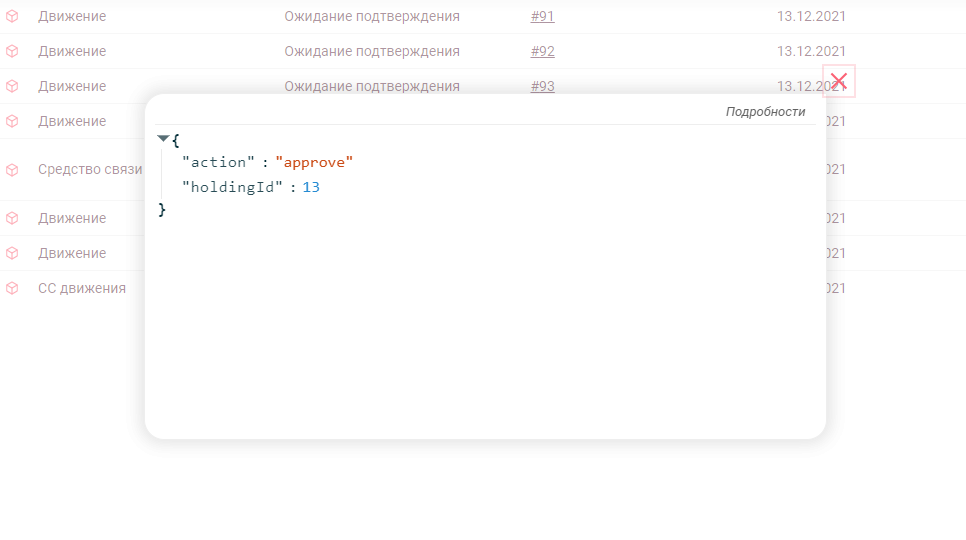 Движение Ожидание подтверждения #91 13.12.2021
Движение Ожидание подтверждения #92 13.12.2021
Движение Ожидание подтверждения #93 13.12.2021
Движение 021
Подробности
{
"action" : "approve"
"holdingId" : 13
}
Средство связи 021
Движение 021
Движение 021
СС движения 021